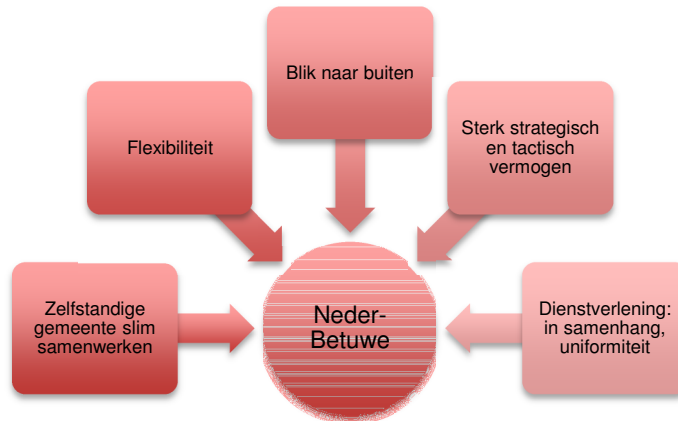 Blik naar buiten
Flexibiliteit
Sterk strategisch
en tactisch
vermogen
Zelfstandige
gemeente slim
samenwerken
Neder-
Betuwe
Dienstverlening:
in samenhang,
uniformiteit